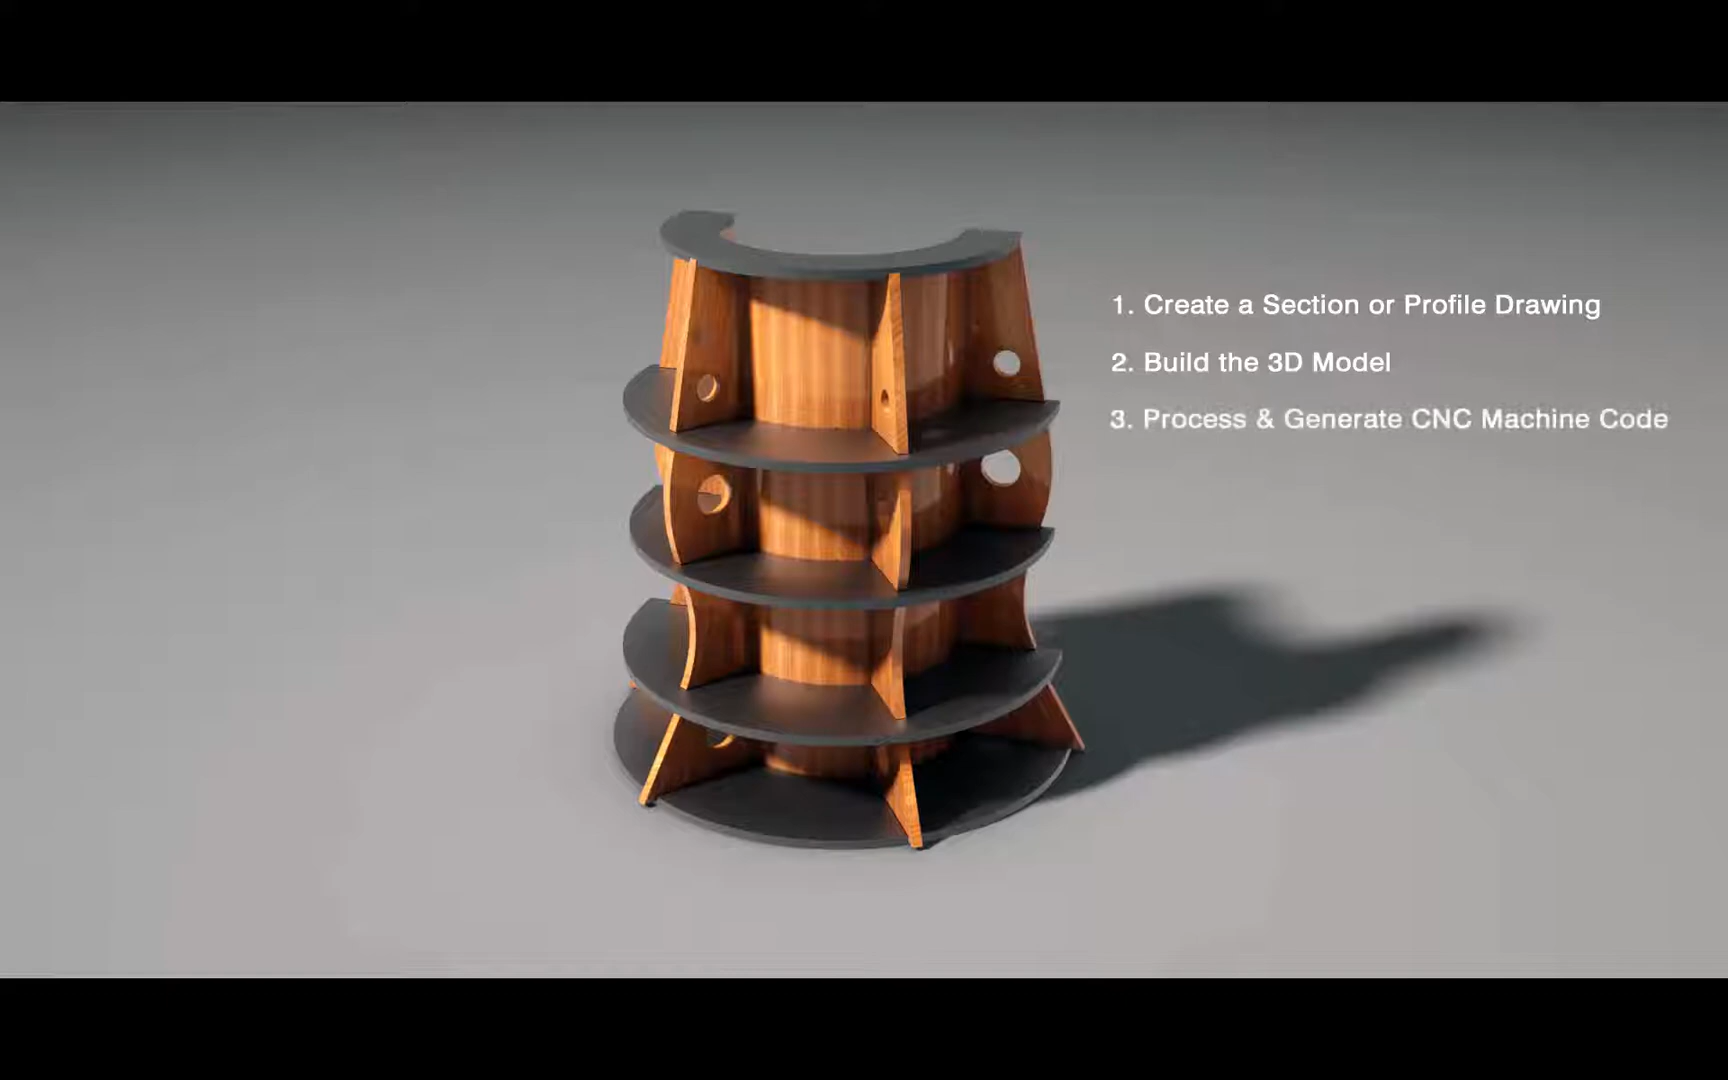 1. Create a Section or Profile Drawing
2. Build the 3D Model
3. Process & Generate CNC Machine Code